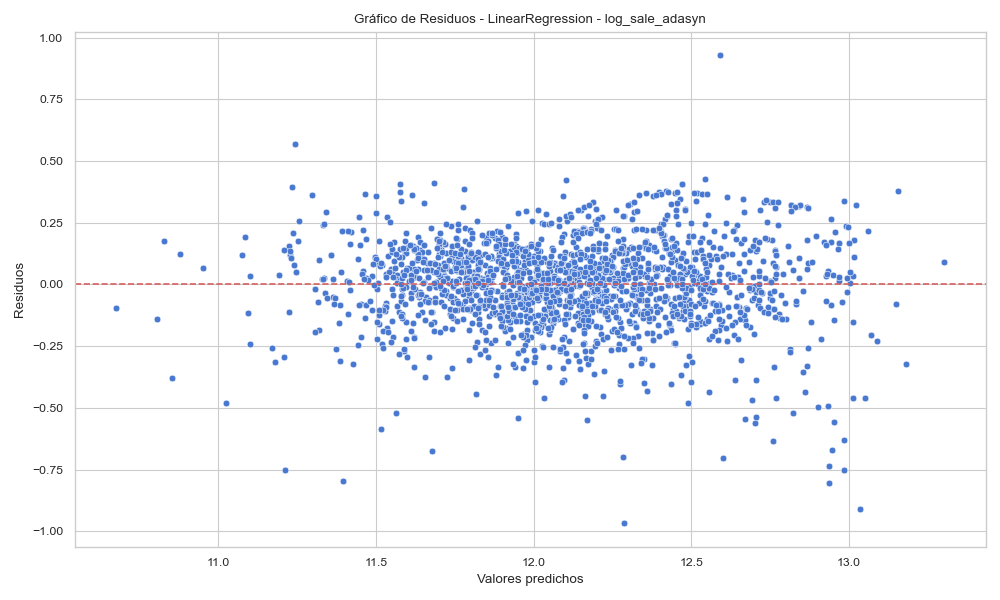 Gráfico de Residuos - LinearRegression - log_sale_adasyn
1.00
0.75
0.50
0.25
0.00
−0.25
−0.50
−0.75
−1.00
Residuos
11.0 11.5 12.0 12.5 13.0
Valores predichos